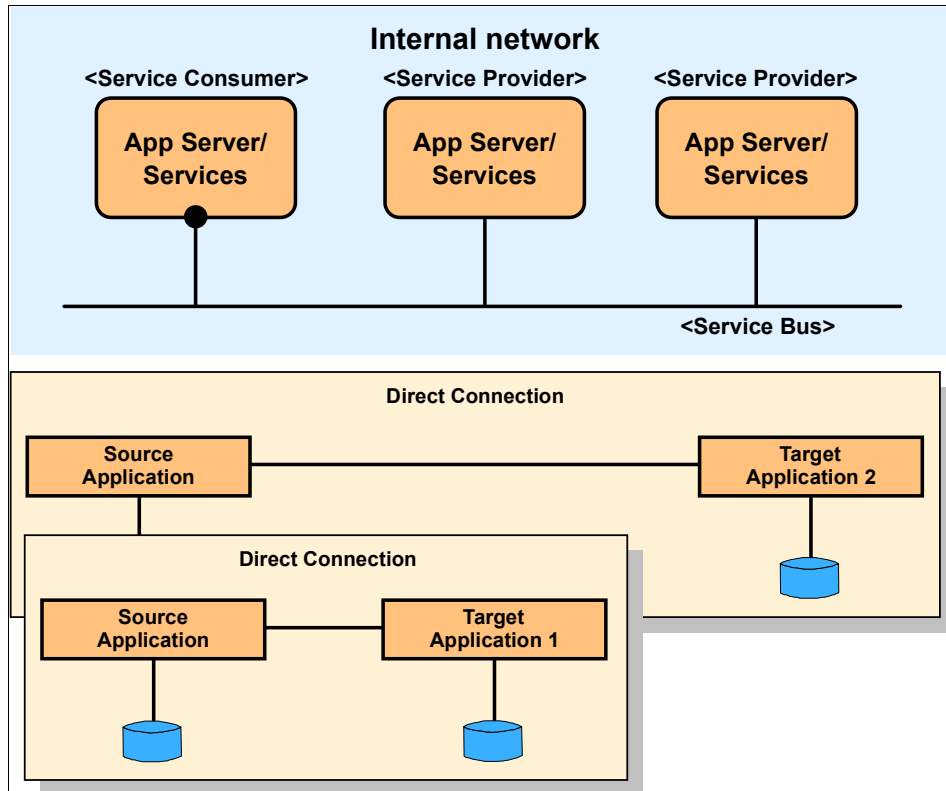 Internal network
<Service Consumer>
<Service Provider>
<Service Provider>
App Server/
Services
App Server/
Services
App Server/
Services
<Service Bus>
Direct Connection
Source
Application
Target
Application 2
Direct Connection
Source
Application
Target
Application 1